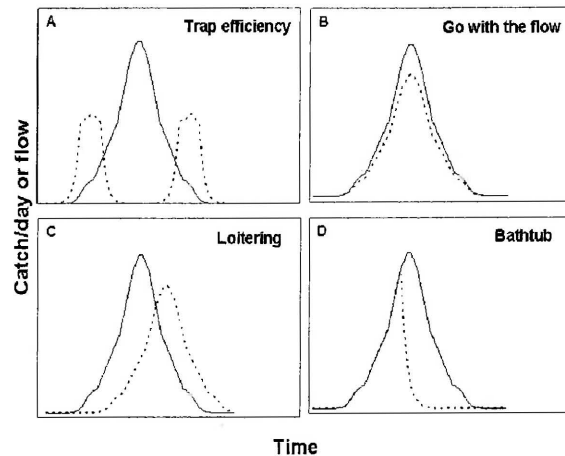 A
Trap efficiency
B
Go with the flow
C
Loitering
D
Bathtub
Catch/day or flow
Time